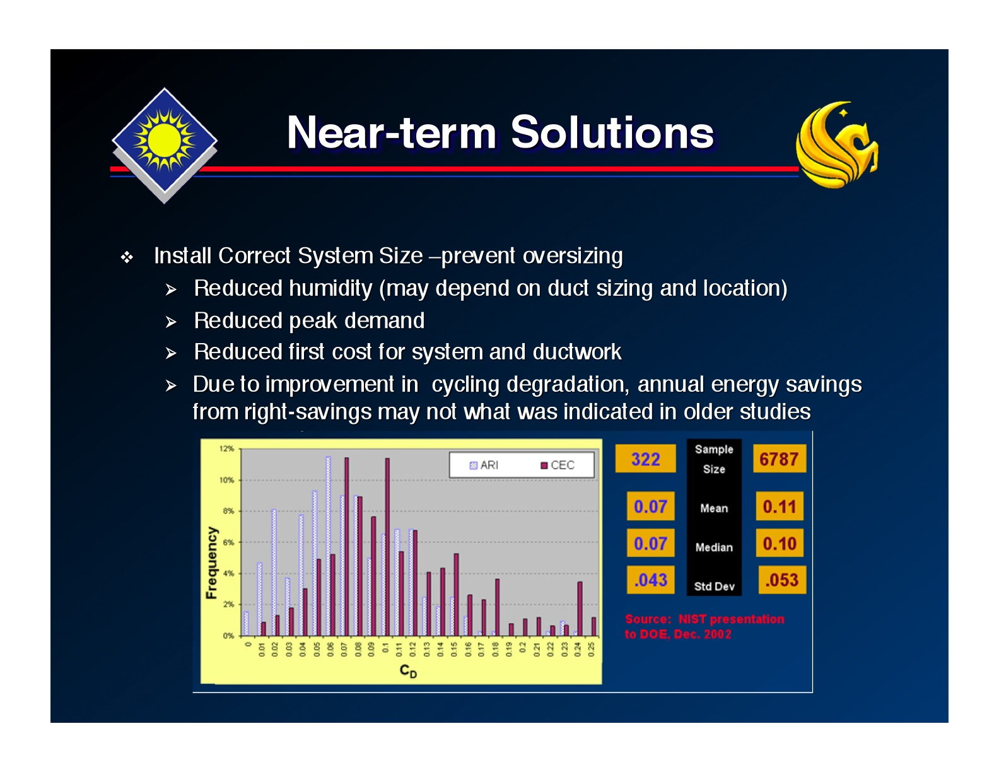 Near-term Solutions
❖ Install Correct System Size –prevent oversizing
➢ Reduced humidity (may depend on duct sizing and location)
➢ Reduced peak demand
➢ Reduced first cost for system and ductwork
➢ Due to improvement in  cycling degradation, annual energy savings
from right-savings may not what was indicated in older studies
12%
10%
8%
6%
4%
2%
0%
Frequency
ARI CEC
0 0.01 0.02 0.03 0.04 0.05 0.06 0.07 0.08 0.09 0.1 0.11 0.12 0.13 0.14 0.15 0.16 0.17 0.18 0.19 0.2 0.21 0.22 0.23 0.24 0.25
CD
322 Sample Size 6787
0.07 Mean 0.11
0.07 Median 0.10
.043 Std Dev .053
Source:  NIST presentation
to DOE, Dec. 2002